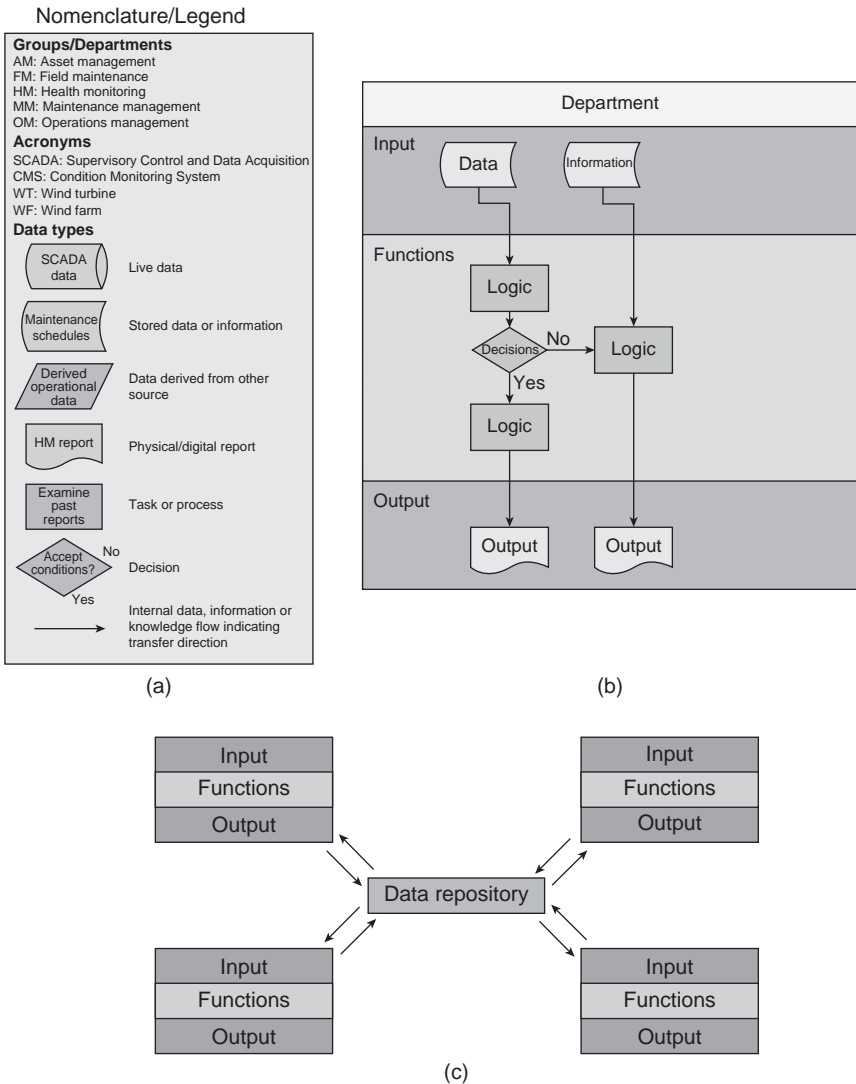 Nomenclature/Legend
Groups/Departments
AM: Asset management
FM: Field maintenance
HM: Health monitoring
MM: Maintenance management
OM: Operations management
Acronyms
SCADA: Supervisory Control and Data Acquisition
CMS: Condition Monitoring System
WT: Wind turbine
WF: Wind farm
Data types
SCADA
data
Live data
Maintenance
schedules
Stored data or information
Derived
operational
data
Data derived from other
source
HM report
Physical/digital report
Examine
past
reports
Task or process
Accept
conditions?
No
Yes
Decision
Internal data, information or
knowledge flow indicating
transfer direction
(a)
Department
Input
Data
Information
Functions
Logic
Decisions
No
Logic
Yes
Logic
Output
Output
Output
(b)
Input
Functions
Output
Input
Functions
Output
Data repository
Input
Functions
Output
Input
Functions
Output
(c)